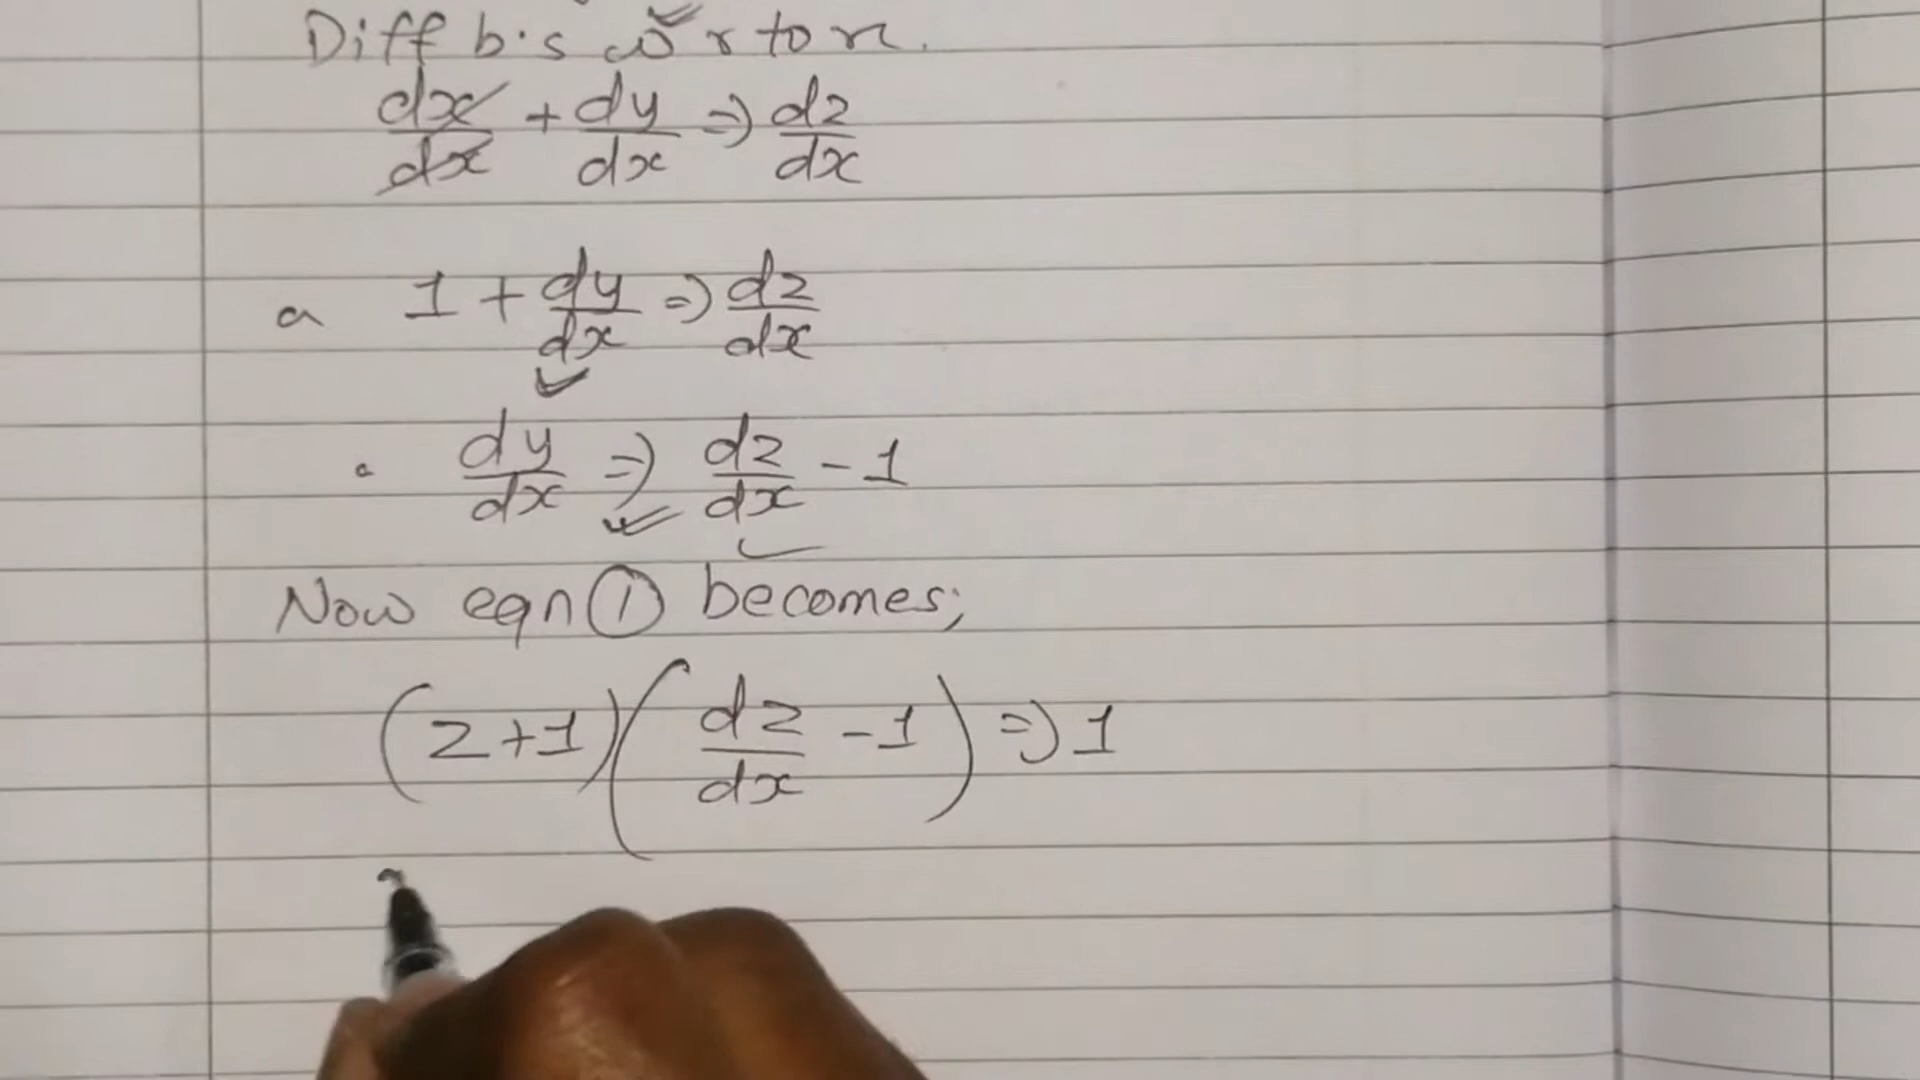 Diff b.s w r to x.
dx/dx + dy/dx => dz/dx
a 1 + dy/dx => dz/dx
dy/dx => dz/dx - 1
Now eqn ① becomes;
(z+1)(dz/dx - 1) => 1